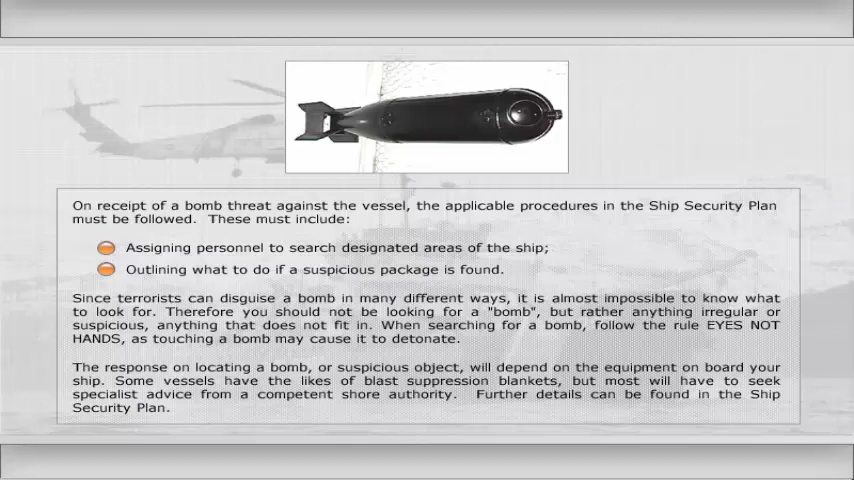 On receipt of a bomb threat against the vessel, the applicable procedures in the Ship Security Plan
must be followed. These must include:
Assigning personnel to search designated areas of the ship;
Outlining what to do if a suspicious package is found.
Since terrorists can disguise a bomb in many different ways, it is almost impossible to know what
to look for. Therefore you should not be looking for a "bomb", but rather anything irregular or
suspicious, anything that does not fit in. When searching for a bomb, follow the rule EYES NOT
HANDS, as touching a bomb may cause it to detonate.
The response on locating a bomb, or suspicious object, will depend on the equipment on board your
ship. Some vessels have the likes of blast suppression blankets, but most will have to seek
specialist advice from a competent shore authority. Further details can be found in the Ship
Security Plan.